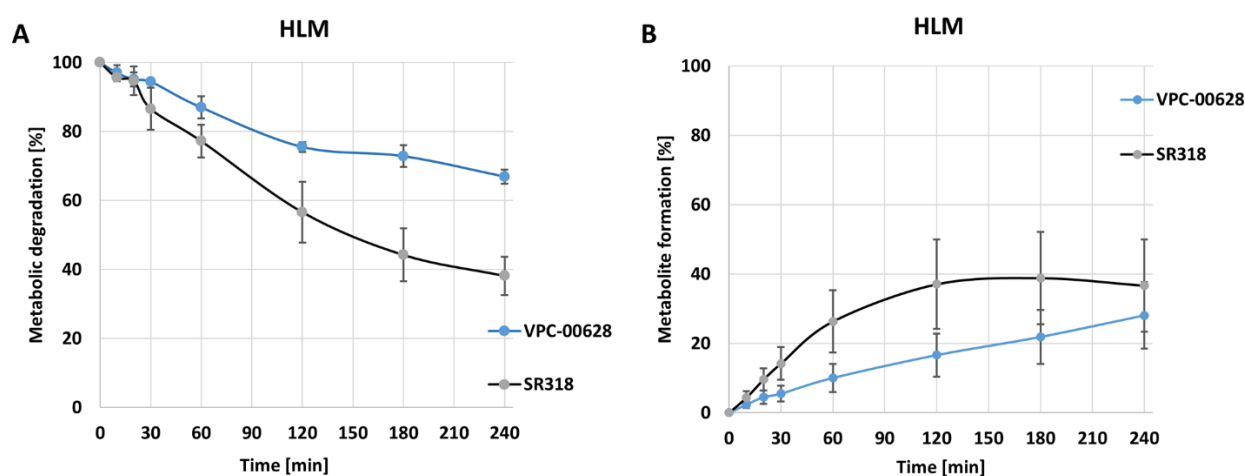 A
HLM
Metabolic degradation [%]
100
80
60
40
20
0
0 30 60 90 120 150 180 210 240
Time [min]
VPC-00628
SR318
B
HLM
Metabolite formation [%]
100
80
60
40
20
0
0 30 60 90 120 150 180 210 240
Time [min]
VPC-00628
SR318